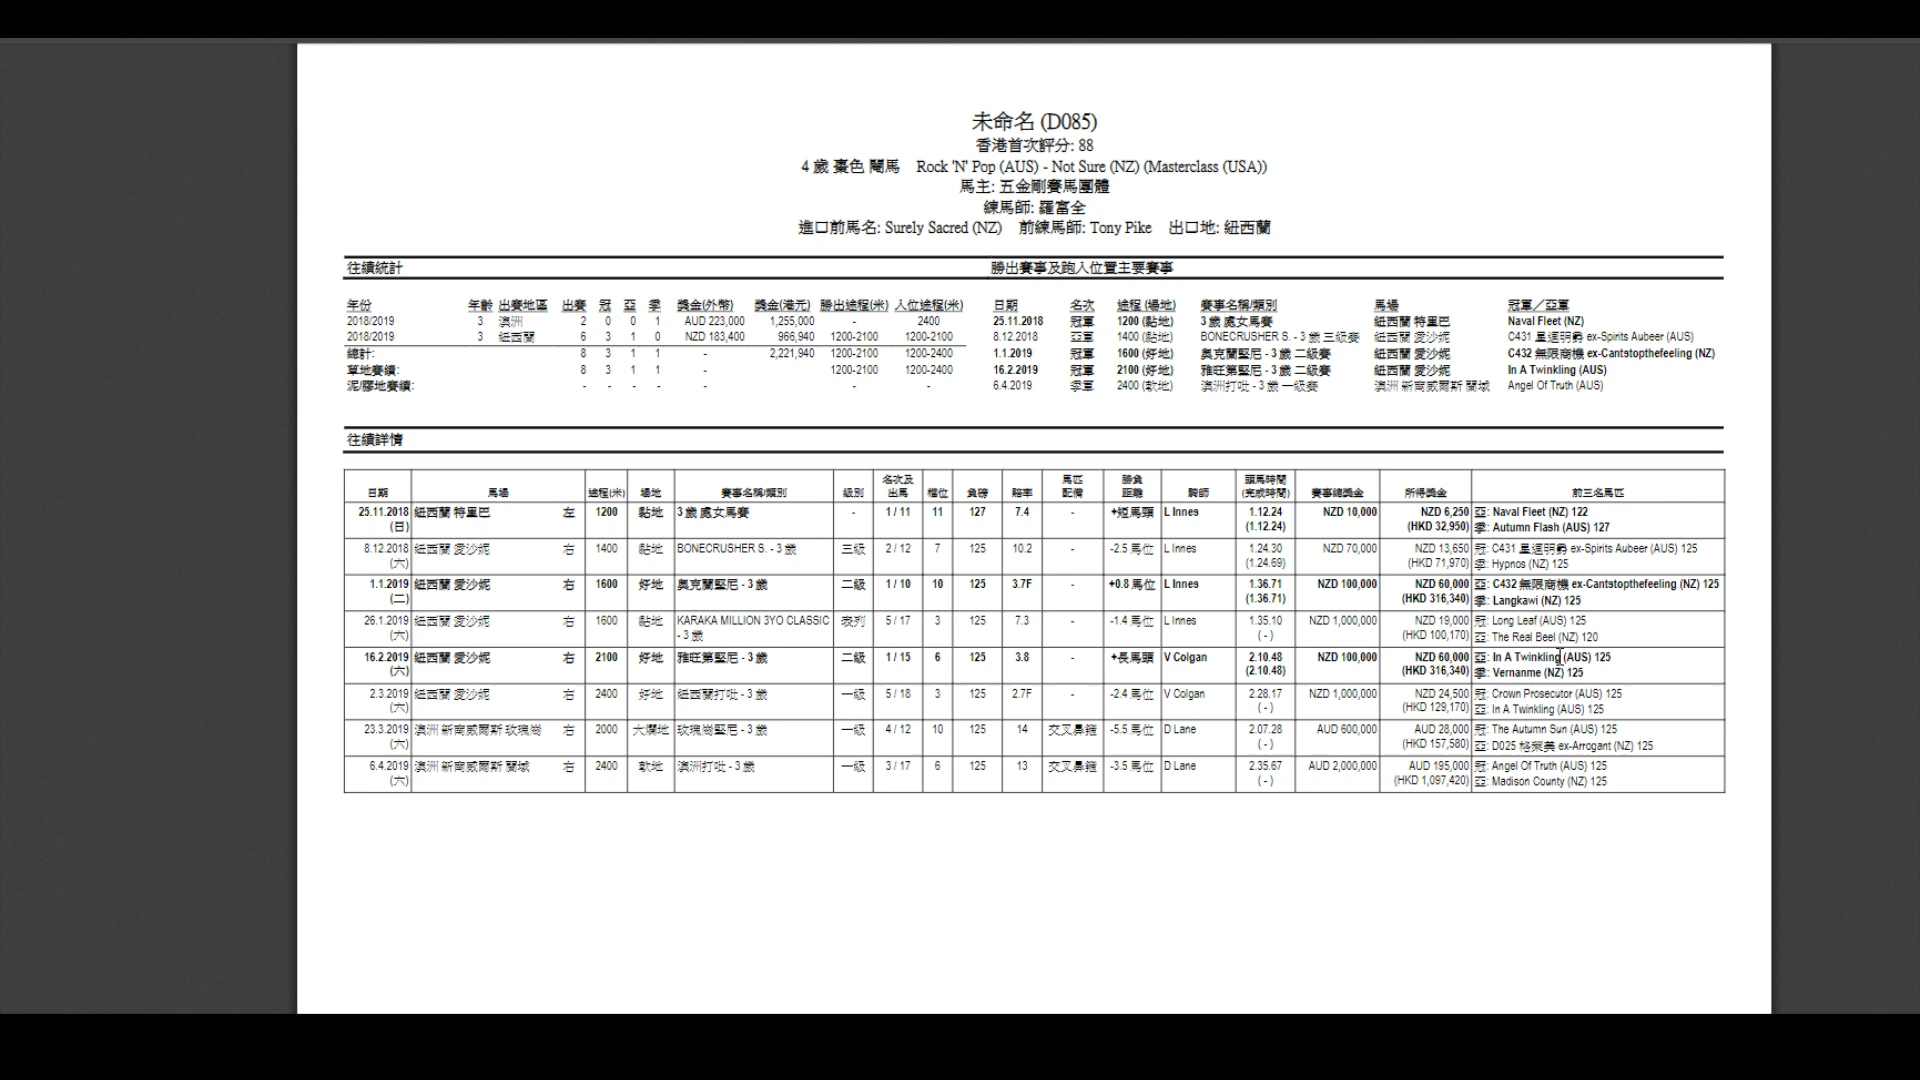 未命名 (D085)
香港首次評分: 88
4 歲 棗色 閹馬 Rock 'N' Pop (AUS) - Not Sure (NZ) (Masterclass (USA))
馬主: 五金剛賽馬團體
練馬師: 羅富全
進口前馬名: Surely Sacred (NZ) 前練馬師: Tony Pike 出口地: 紐西蘭
往績統計 勝出賽事及跑入位置主要賽事
年份 年齡 出賽地區 出賽 冠 亞 季 獎金(外幣) 獎金(港元) 勝出途程(米) 入位途程(米) 日期 名次 途程 (場地) 賽事名稱/類別 馬場 冠軍／亞軍
2018/2019 3 澳洲 2 0 0 1 AUD 223,000 1,255,000 - 2400 25.11.2018 冠軍 1200 (黏地) 3 歲 處女馬賽 紐西蘭 特里巴 Naval Fleet (NZ)
2018/2019 3 紐西蘭 6 3 1 0 NZD 183,400 966,940 1200-2100 1200-2100 8.12.2018 亞軍 1400 (黏地) BONECRUSHER S. - 3 歲 三級賽 紐西蘭 愛沙妮 C431 星運明爵 ex-Spirits Aubeer (AUS)
總計: 8 3 1 1 - 2,221,940 1200-2100 1200-2400 1.1.2019 冠軍 1600 (好地) 奧克蘭堅尼 - 3 歲 二級賽 紐西蘭 愛沙妮 C432 無限商機 ex-Cantstopthefeeling (NZ)
草地賽績: 8 3 1 1 - 1200-2100 1200-2400 16.2.2019 冠軍 2100 (好地) 雅旺第堅尼 - 3 歲 二級賽 紐西蘭 愛沙妮 In A Twinkling (AUS)
泥/膠地賽績: - - - - - - - 6.4.2019 季軍 2400 (軟地) 澳洲打吡 - 3 歲 一級賽 澳洲 新南威爾斯 蘭域 Angel Of Truth (AUS)
往績詳情
名次及 馬匹 勝負 頭馬時間
日期 馬場 途程(米) 場地 賽事名稱/類別 級別 出馬 檔位 負磅 賠率 配備 距離 騎師 (完成時間) 賽事總獎金 所得獎金 前三名馬匹
25.11.2018 紐西蘭 特里巴 左 1200 黏地 3 歲 處女馬賽 - 1 / 11 11 127 7.4 - +短馬頭 L Innes 1.12.24 NZD 10,000 NZD 6,250 亞: Naval Fleet (NZ) 122
(日) (1.12.24) (HKD 32,950) 季: Autumn Flash (AUS) 127
8.12.2018 紐西蘭 愛沙妮 右 1400 黏地 BONECRUSHER S. - 3 歲 三級 2 / 12 7 125 10.2 - -2.5 馬位 L Innes 1.24.30 NZD 70,000 NZD 13,650 冠: C431 星運明爵 ex-Spirits Aubeer (AUS) 125
(六) (1.24.69) (HKD 71,970) 季: Hypnos (NZ) 125
1.1.2019 紐西蘭 愛沙妮 右 1600 好地 奧克蘭堅尼 - 3 歲 二級 1 / 10 10 125 3.7F - +0.8 馬位 L Innes 1.36.71 NZD 100,000 NZD 60,000 亞: C432 無限商機 ex-Cantstopthefeeling (NZ) 125
(二) (1.36.71) (HKD 316,340) 季: Langkawi (NZ) 125
26.1.2019 紐西蘭 愛沙妮 右 1600 黏地 KARAKA MILLION 3YO CLASSIC 表列 5 / 17 3 125 7.3 - -1.4 馬位 L Innes 1.35.10 NZD 1,000,000 NZD 19,000 冠: Long Leaf (AUS) 125
(六) - 3 歲 ( - ) (HKD 100,170) 亞: The Real Beel (NZ) 120
16.2.2019 紐西蘭 愛沙妮 右 2100 好地 雅旺第堅尼 - 3 歲 二級 1 / 15 6 125 3.8 - +長馬頭 V Colgan 2.10.48 NZD 100,000 NZD 60,000 亞: In A Twinkling (AUS) 125
(六) (2.10.48) (HKD 316,340) 季: Vernanme (NZ) 125
2.3.2019 紐西蘭 愛沙妮 右 2400 好地 紐西蘭打吡 - 3 歲 一級 5 / 18 3 125 2.7F - -2.4 馬位 V Colgan 2.28.17 NZD 1,000,000 NZD 24,500 冠: Crown Prosecutor (AUS) 125
(六) ( - ) (HKD 129,170) 亞: In A Twinkling (AUS) 125
23.3.2019 澳洲 新南威爾斯 玫瑰崗 右 2000 大爛地 玫瑰崗堅尼 - 3 歲 一級 4 / 12 10 125 14 交叉鼻箍 -5.5 馬位 D Lane 2.07.28 AUD 600,000 AUD 28,000 冠: The Autumn Sun (AUS) 125
(六) ( - ) (HKD 157,580) 亞: D025 格萊美 ex-Arrogant (NZ) 125
6.4.2019 澳洲 新南威爾斯 蘭域 右 2400 軟地 澳洲打吡 - 3 歲 一級 3 / 17 6 125 13 交叉鼻箍 -3.5 馬位 D Lane 2.35.67 AUD 2,000,000 AUD 195,000 冠: Angel Of Truth (AUS) 125
(六) ( - ) (HKD 1,097,420) 亞: Madison County (NZ) 125